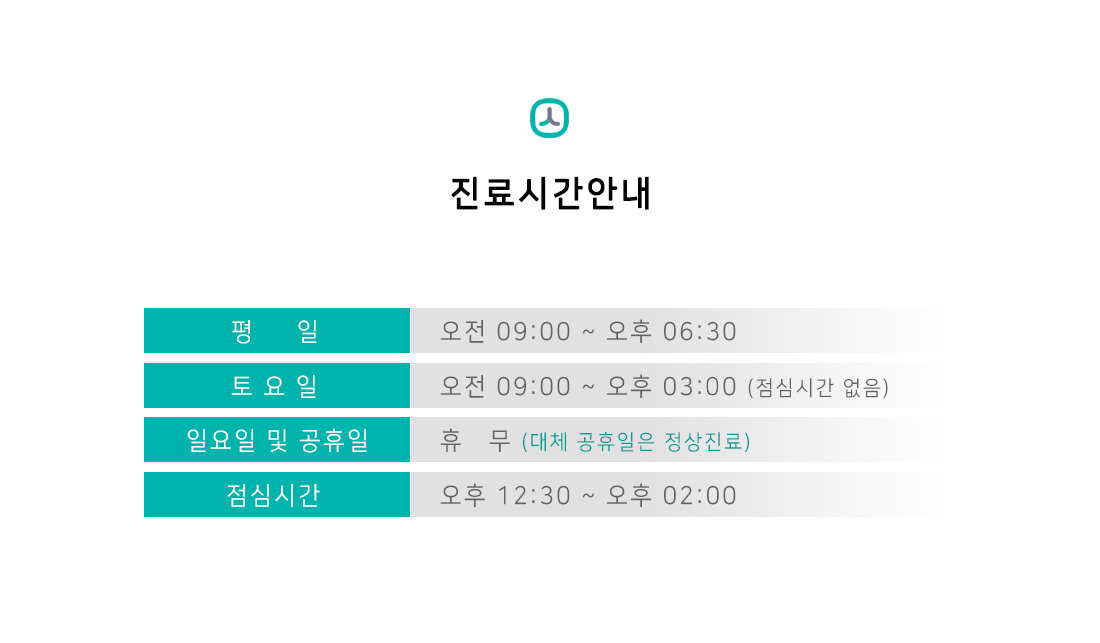 진료시간안내
평 일 오전 09:00 ~ 오후 06:30
토 요 일 오전 09:00 ~ 오후 03:00 (점심시간 없음)
일요일 및 공휴일 휴 무 (대체 공휴일은 정상진료)
점심시간 오후 12:30 ~ 오후 02:00